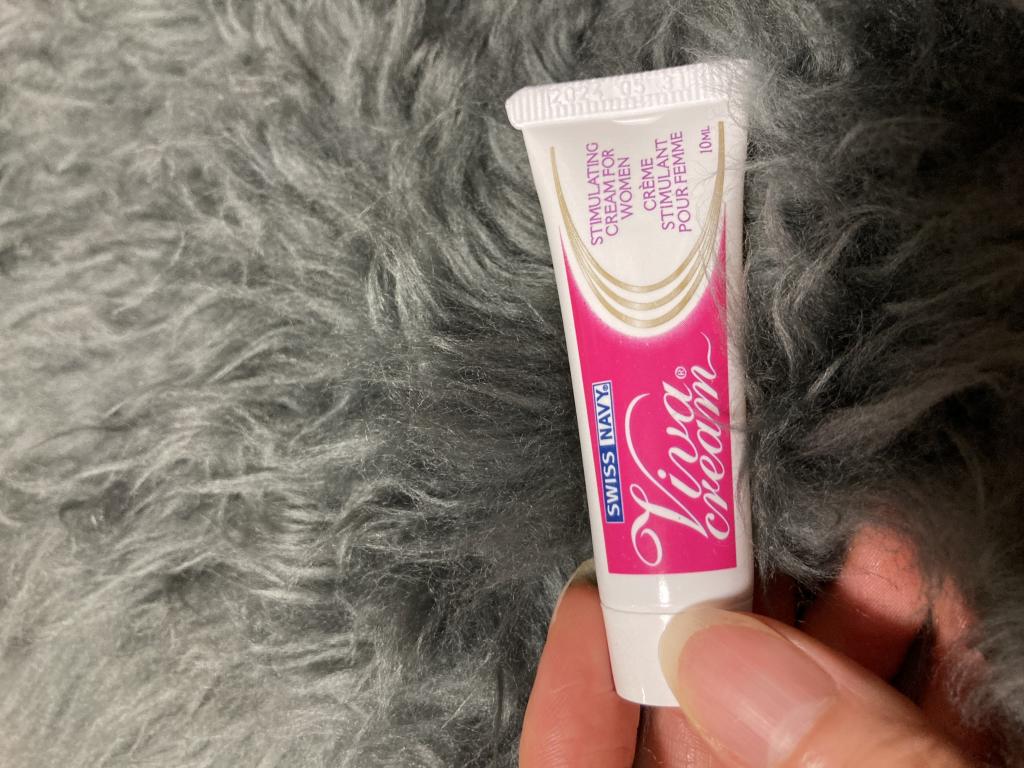 2024 05 31
STIMULATING
CREAM FOR
WOMEN
CRÈME
STIMULANT
POUR FEMME
10ML
SWISS NAVY®
Viva®
cream